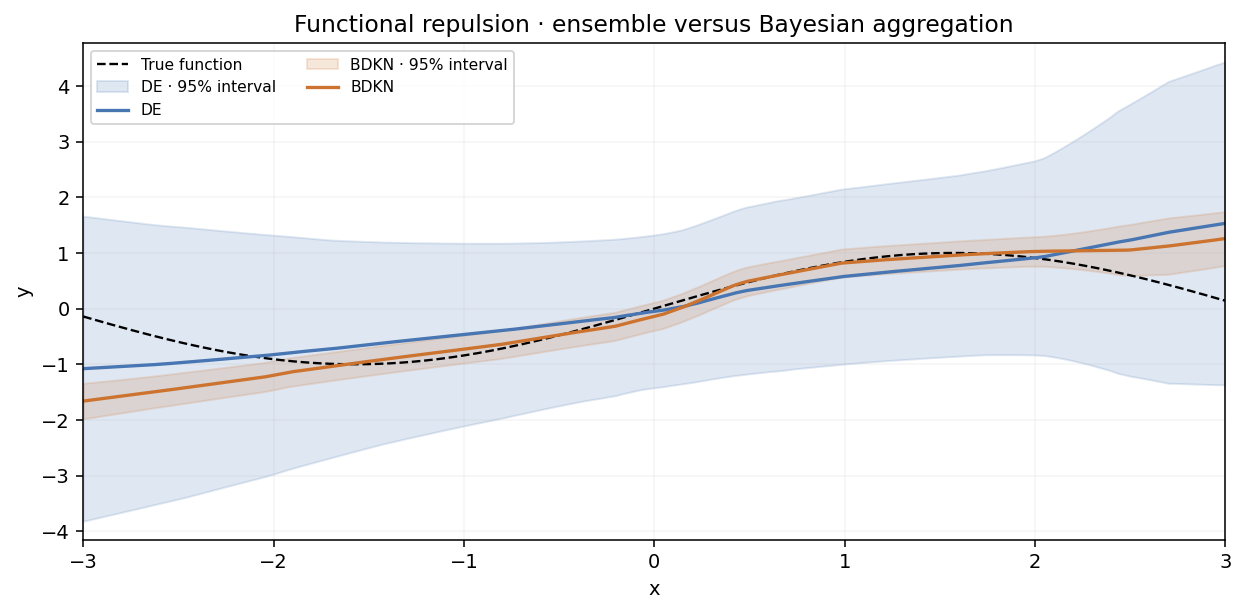 Functional repulsion · ensemble versus Bayesian aggregation
True function
DE · 95% interval
DE
BDKN · 95% interval
BDKN
y
4
3
2
1
0
−1
−2
−3
−4
−3 −2 −1 0 1 2 3
x